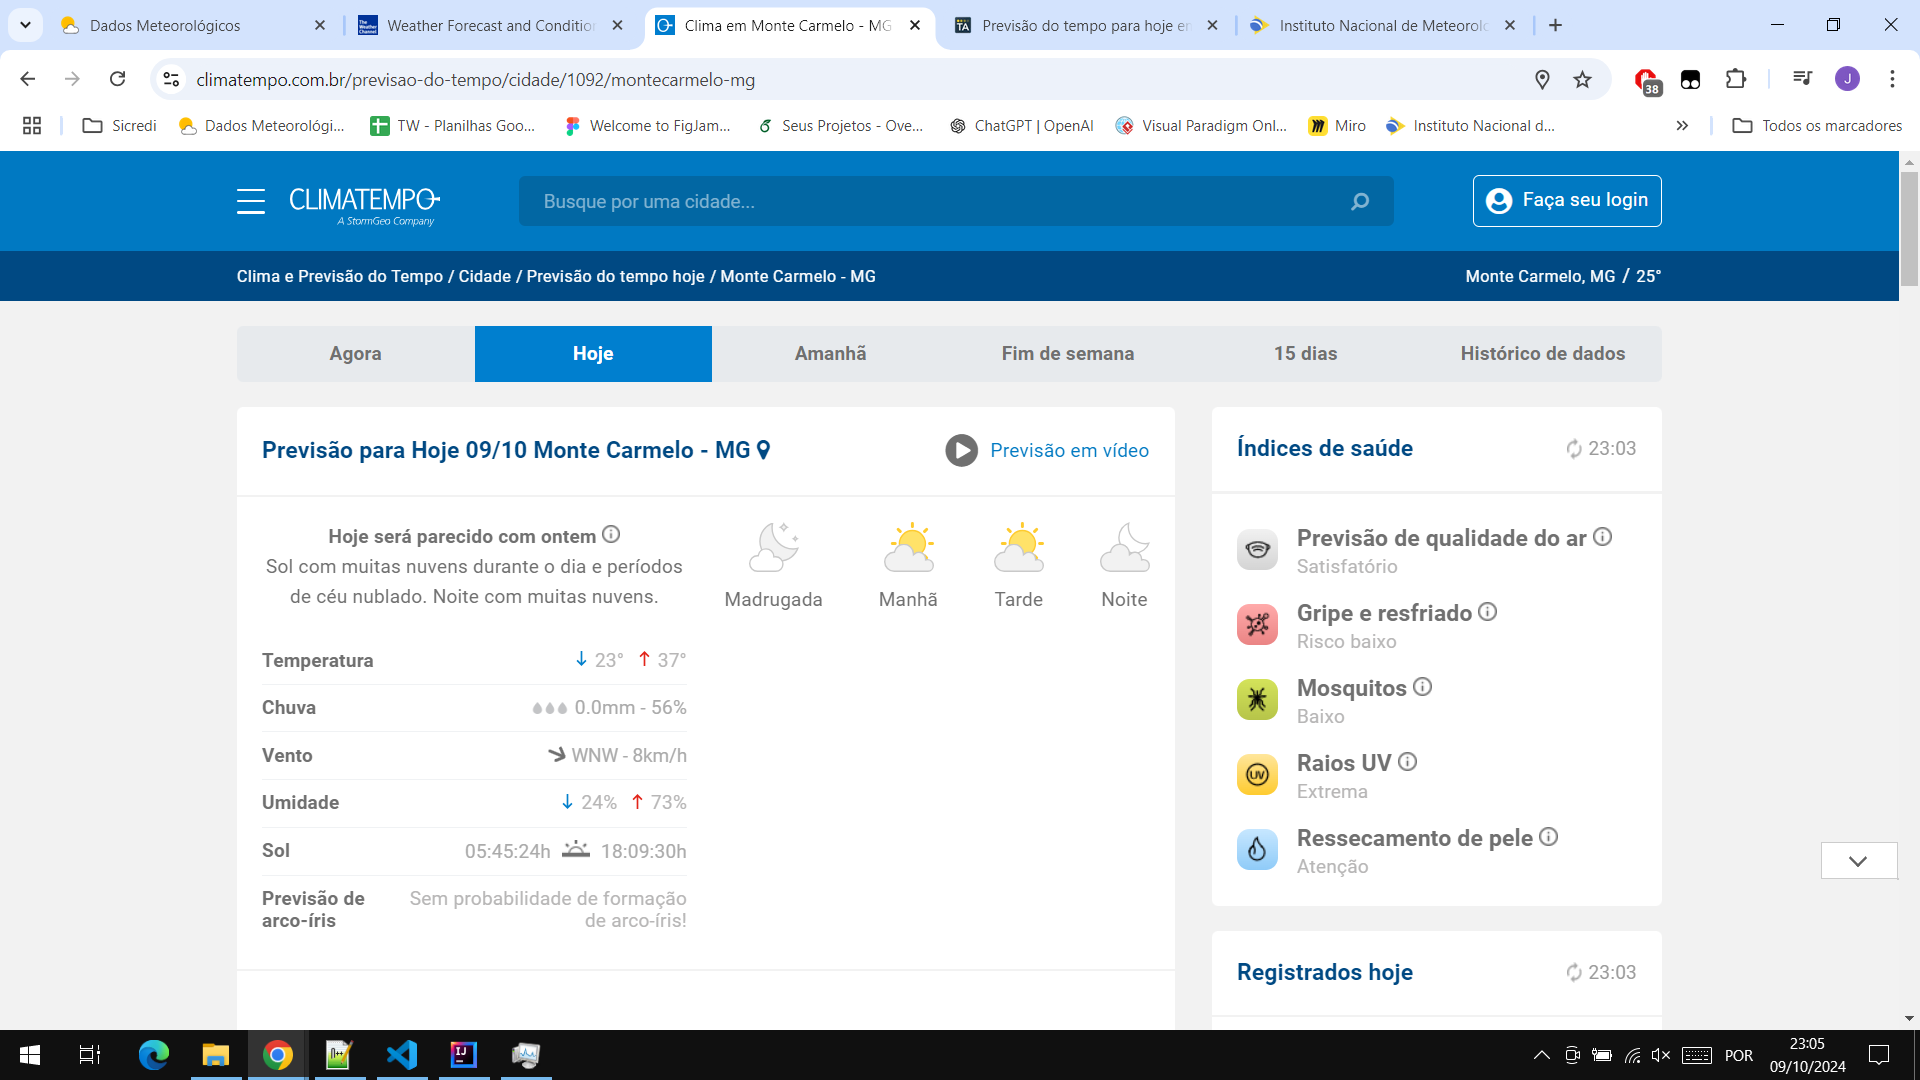 Dados Meteorológicos
Weather Forecast and Condition
Clima em Monte Carmelo - MG
Previsão do tempo para hoje em
Instituto Nacional de Meteorolo
climatempo.com.br/previsao-do-tempo/cidade/1092/montecarmelo-mg
38
J
Sicredi
Dados Meteorológi...
TW - Planilhas Goo...
Welcome to FigJam...
Seus Projetos - Ove...
ChatGPT | OpenAI
Visual Paradigm Onl...
Miro
Instituto Nacional d...
Todos os marcadores
CLIMATEMPO
A StormGeo Company
Busque por uma cidade...
Faça seu login
Clima e Previsão do Tempo / Cidade / Previsão do tempo hoje / Monte Carmelo - MG
Monte Carmelo, MG / 25°
Agora
Hoje
Amanhã
Fim de semana
15 dias
Histórico de dados
Previsão para Hoje 09/10 Monte Carmelo - MG
Previsão em vídeo
Hoje será parecido com ontem
Sol com muitas nuvens durante o dia e períodos
de céu nublado. Noite com muitas nuvens.
Madrugada
Manhã
Tarde
Noite
Temperatura ↓ 23° ↑ 37°
Chuva 0.0mm - 56%
Vento WNW - 8km/h
Umidade ↓ 24% ↑ 73%
Sol 05:45:24h 18:09:30h
Previsão de
arco-íris
Sem probabilidade de formação
de arco-íris!
Índices de saúde
23:03
Previsão de qualidade do ar
Satisfatório
Gripe e resfriado
Risco baixo
Mosquitos
Baixo
UV
Raios UV
Extrema
Ressecamento de pele
Atenção
Registrados hoje
23:03
POR
23:05
09/10/2024